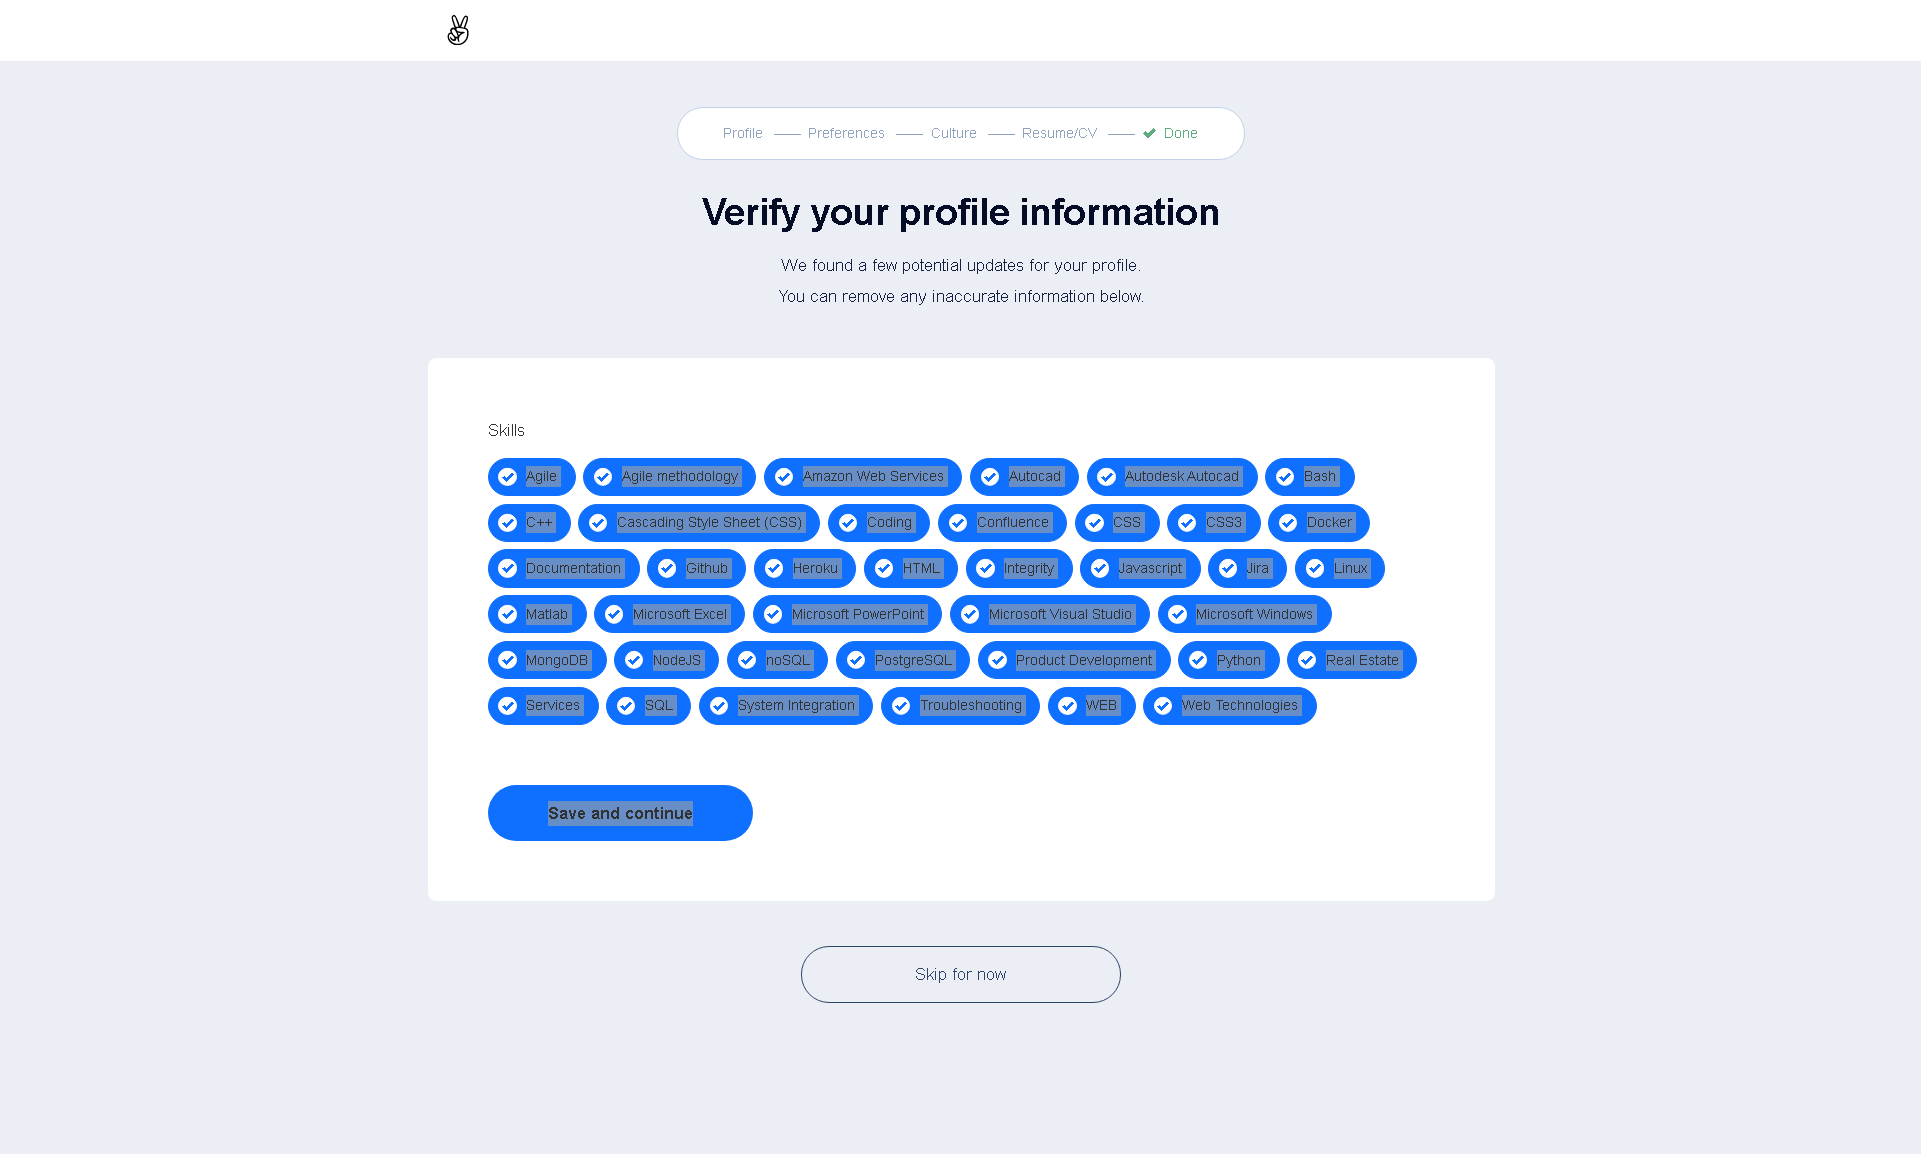 Profile Preferences Culture Resume/CV Done
Verify your profile information
We found a few potential updates for your profile.
You can remove any inaccurate information below.
Skills
Agile Agile methodology Amazon Web Services Autocad Autodesk Autocad Bash
C++ Cascading Style Sheet (CSS) Coding Confluence CSS CSS3 Docker
Documentation Github Heroku HTML Integrity Javascript Jira Linux
Matlab Microsoft Excel Microsoft PowerPoint Microsoft Visual Studio Microsoft Windows
MongoDB NodeJS noSQL PostgreSQL Product Development Python Real Estate
Services SQL System Integration Troubleshooting WEB Web Technologies
Save and continue
Skip for now